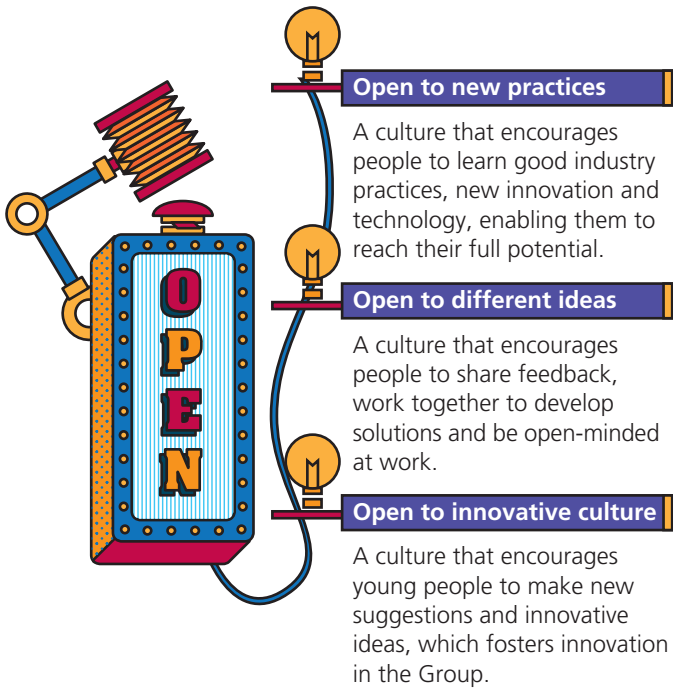 OPEN
Open to new practices
A culture that encourages
people to learn good industry
practices, new innovation and
technology, enabling them to
reach their full potential.
Open to different ideas
A culture that encourages
people to share feedback,
work together to develop
solutions and be open-minded
at work.
Open to innovative culture
A culture that encourages
young people to make new
suggestions and innovative
ideas, which fosters innovation
in the Group.